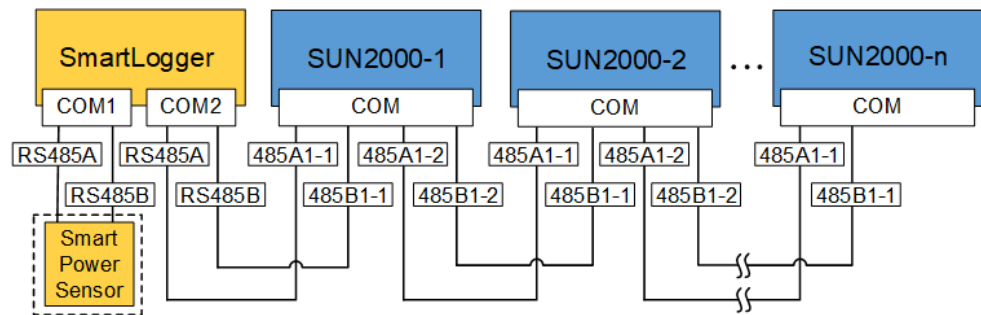 SmartLogger
SUN2000-1
SUN2000-2
...
SUN2000-n
COM1
COM2
COM
COM
COM
RS485A
RS485A
485A1-1
485A1-2
485A1-1
485A1-2
485A1-1
RS485B
RS485B
485B1-1
485B1-2
485B1-1
485B1-2
485B1-1
Smart
Power
Sensor